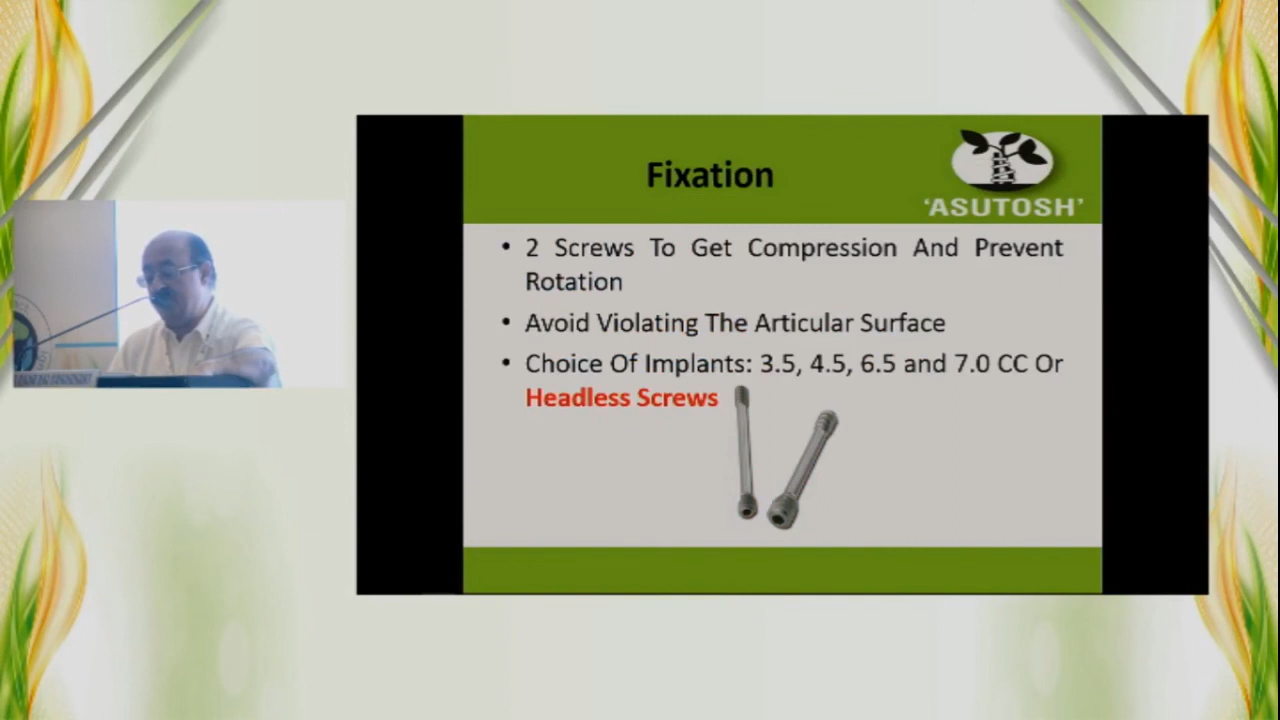 Fixation
'ASUTOSH'
• 2 Screws To Get Compression And Prevent
Rotation
• Avoid Violating The Articular Surface
• Choice Of Implants: 3.5, 4.5, 6.5 and 7.0 CC Or
Headless Screws